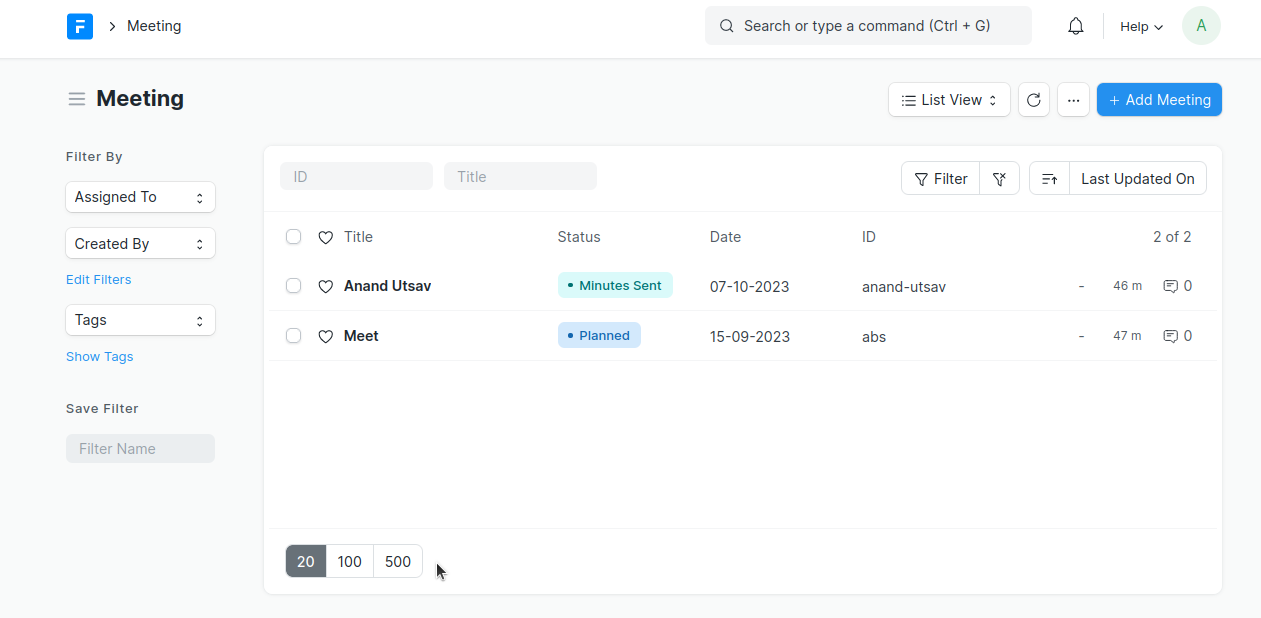 F Meeting Search or type a command (Ctrl + G) Help A
Meeting List View ... + Add Meeting
Filter By
Assigned To
Created By
Edit Filters
Tags
Show Tags
Save Filter
Filter Name
ID Title Filter Last Updated On
Title Status Date ID 2 of 2
Anand Utsav • Minutes Sent 07-10-2023 anand-utsav - 46 m 0
Meet • Planned 15-09-2023 abs - 47 m 0
20 100 500